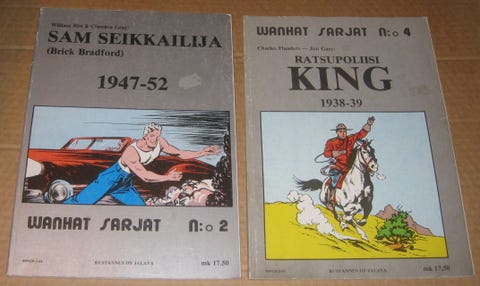 William Ritt & Clarence Gray:
SAM SEIKKAILIJA
(Brick Bradford)
1947-52
WANHAT SARJAT N:o 2
KUSTANNUS OY JALAVA
mk 17,50
WANHAT SARJAT N:o 4
Charles Flanders — Jim Gary:
RATSUPOLIISI
KING
1938-39
KUSTANNUS OY JALAVA
mk 17,50